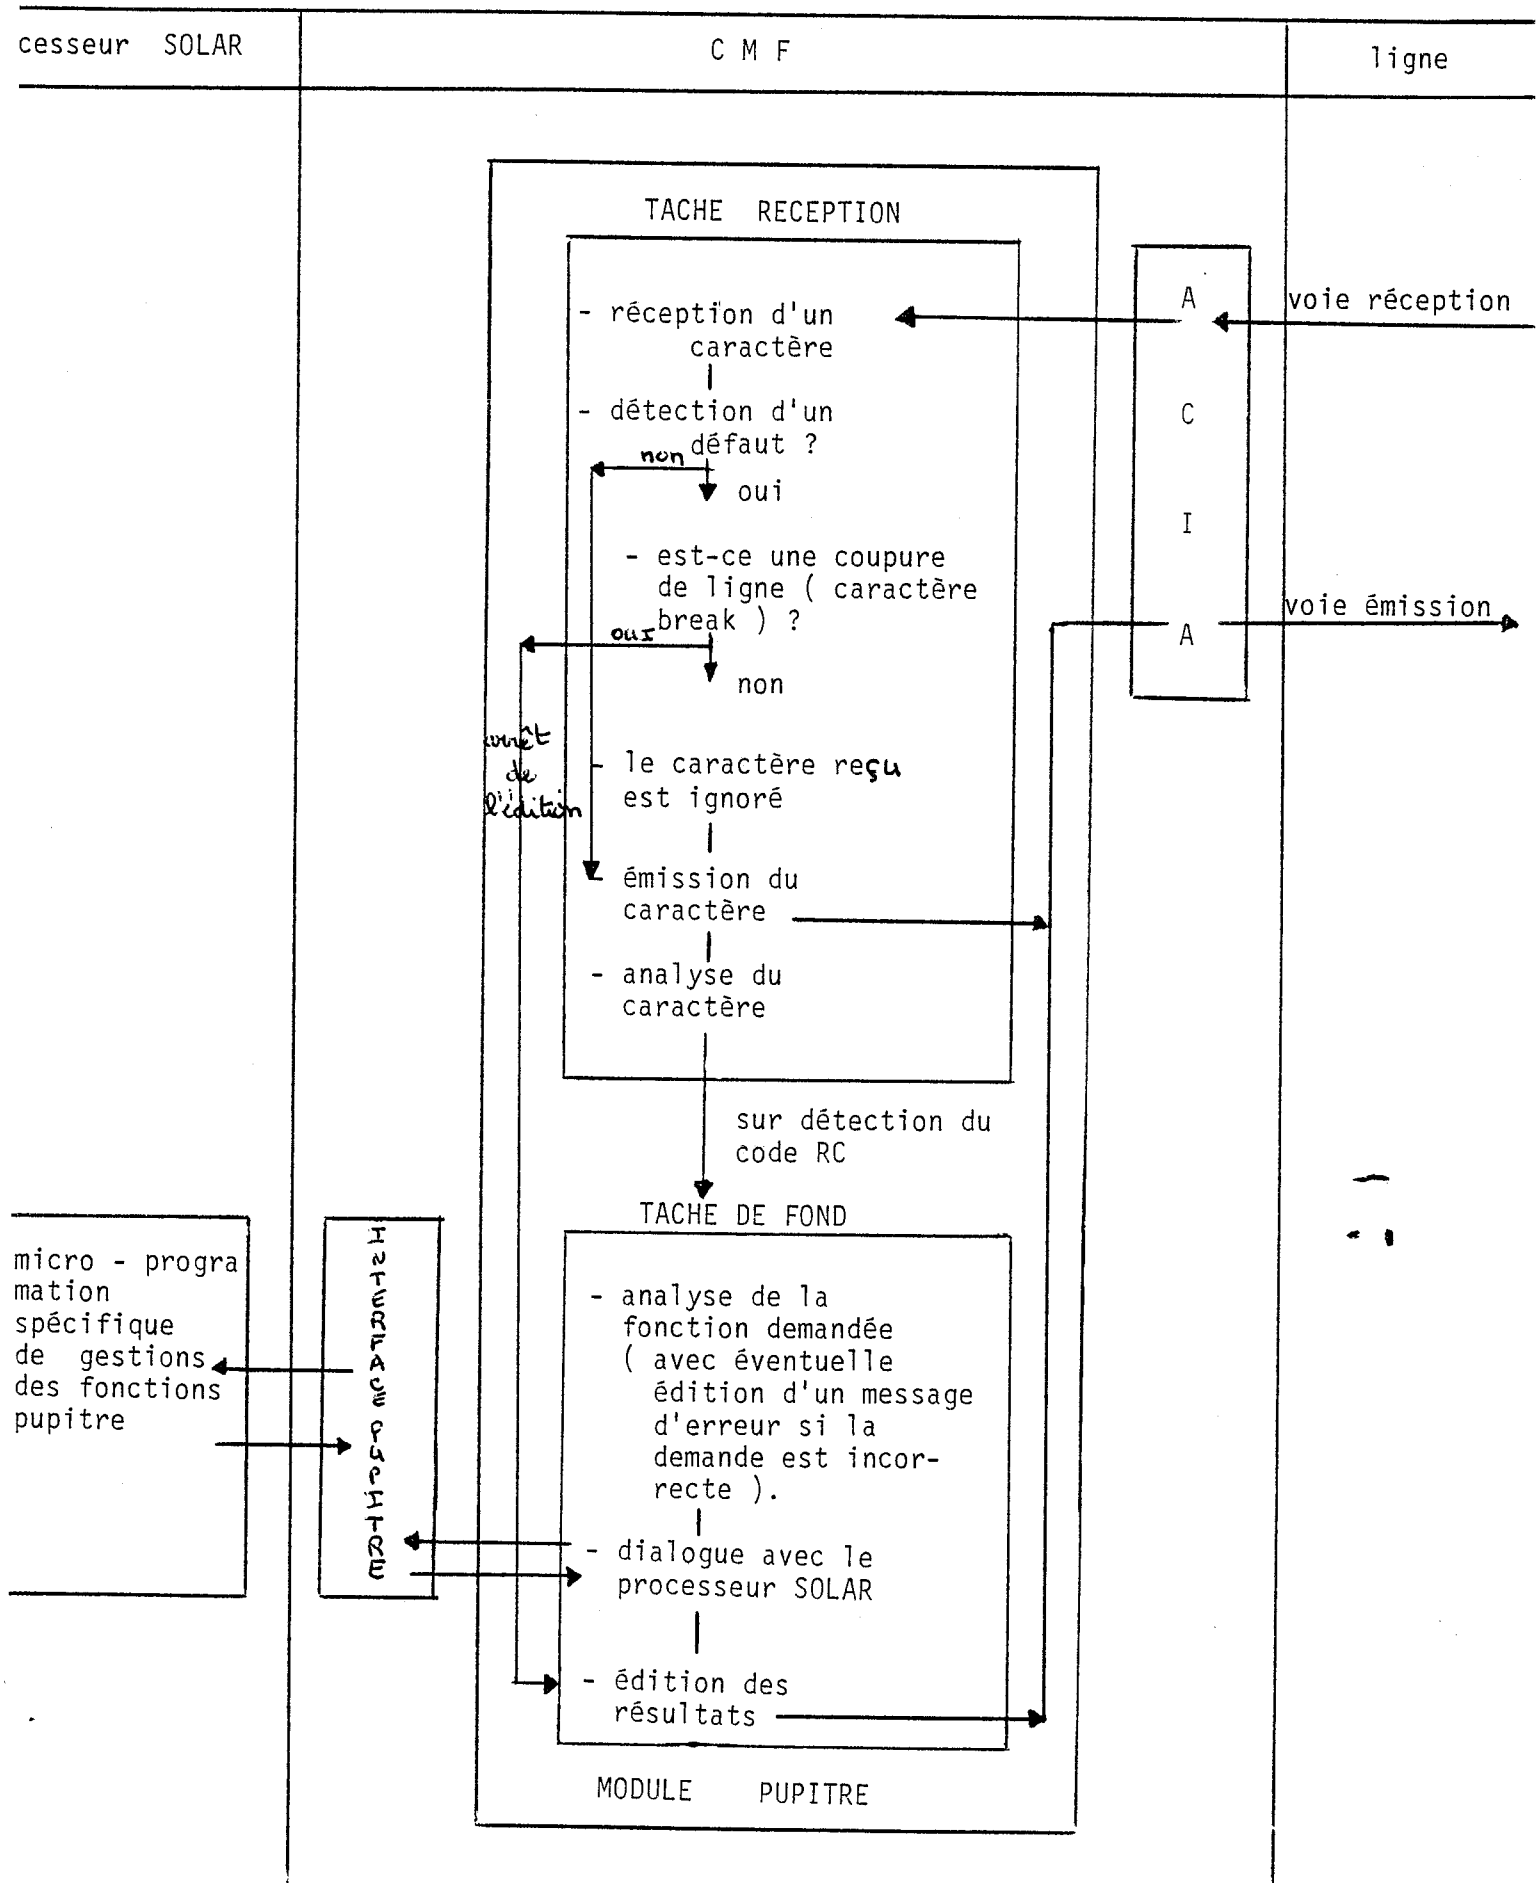 cesseur SOLAR
C M F
ligne
TACHE RECEPTION
- réception d'un
caractère
- détection d'un
défaut ?
non
oui
- est-ce une coupure
de ligne ( caractère
break ) ?
oui
non
arrêt
de
l'édition
- le caractère reçu
est ignoré
- émission du
caractère
- analyse du
caractère
A
C
I
A
voie réception
voie émission
sur détection du
code RC
TACHE DE FOND
micro - progra
mation
spécifique
de gestions
des fonctions
pupitre
INTERFACE PUPITRE
- analyse de la
fonction demandée
( avec éventuelle
édition d'un message
d'erreur si la
demande est incor-
recte ).
- dialogue avec le
processeur SOLAR
- édition des
résultats
MODULE PUPITRE